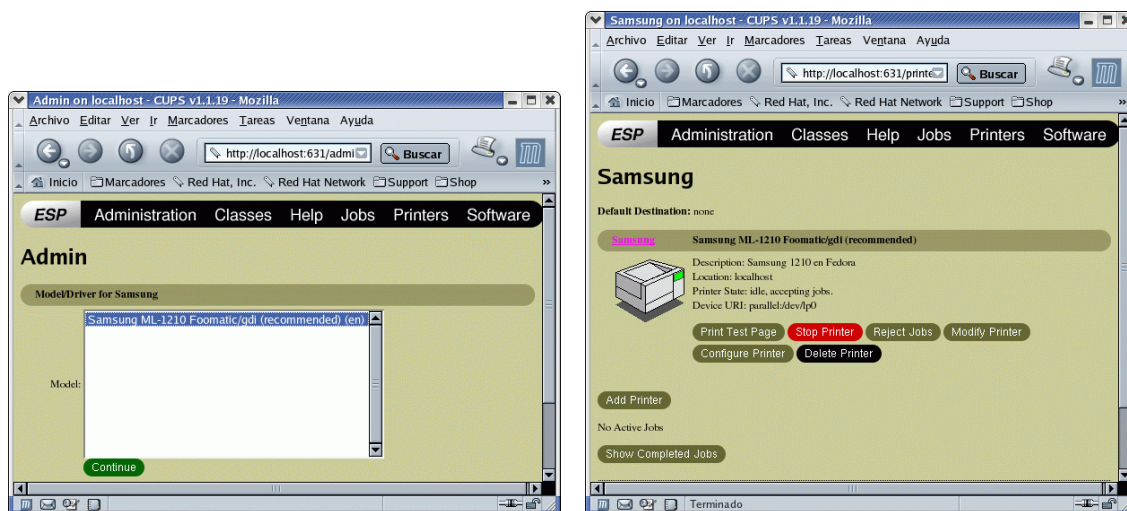 Admin on localhost - CUPS v1.1.19 - Mozilla
Archivo Editar Ver Ir Marcadores Tareas Ventana Ayuda
http://localhost:631/admi Buscar
Inicio Marcadores Red Hat, Inc. Red Hat Network Support Shop »
ESP Administration Classes Help Jobs Printers Software
Admin
Model/Driver for Samsung
Samsung ML-1210 Foomatic/gdi (recommended) (en)
Model:
Continue
Samsung on localhost - CUPS v1.1.19 - Mozilla
Archivo Editar Ver Ir Marcadores Tareas Ventana Ayuda
http://localhost:631/printe Buscar
Inicio Marcadores Red Hat, Inc. Red Hat Network Support Shop »
ESP Administration Classes Help Jobs Printers Software
Samsung
Default Destination: none
Samsung Samsung ML-1210 Foomatic/gdi (recommended)
Description: Samsung 1210 en Fedora
Location: localhost
Printer State: idle, accepting jobs.
Device URI: parallel:/dev/lp0
Print Test Page Stop Printer Reject Jobs Modify Printer
Configure Printer Delete Printer
Add Printer
No Active Jobs
Show Completed Jobs
Terminado